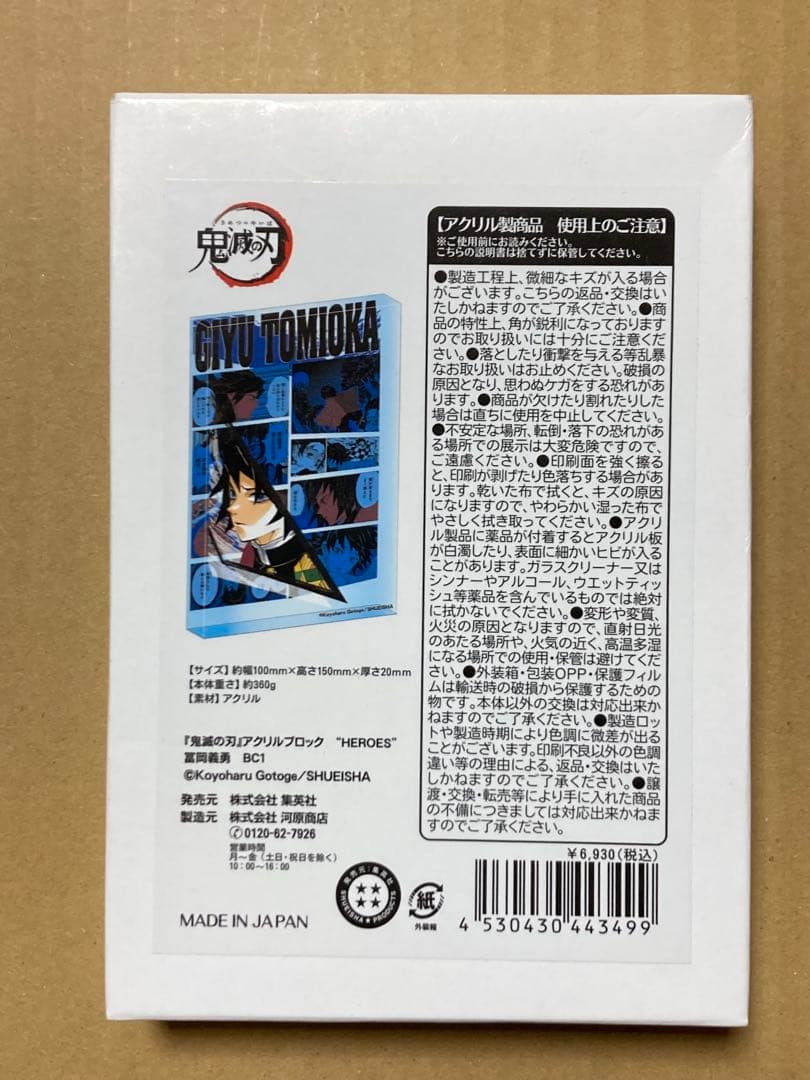 きめつのやいば
鬼滅の刃
GIYU TOMIOKA
©Koyoharu Gotoge/SHUEISHA
【サイズ】約幅100mm×高さ150mm×厚さ20mm
【本体重さ】約360g
【素材】アクリル
『鬼滅の刃』アクリルブロック “HEROES”
冨岡義勇 BC1
©Koyoharu Gotoge/SHUEISHA
発売元 株式会社 集英社
製造元 株式会社 河原商店
✆0120-62-7926
営業時間
月〜金(土日・祝日を除く)
10:00〜16:00
MADE IN JAPAN
【アクリル製商品 使用上のご注意】
※ご使用前にお読みください。
こちらの説明書は捨てずに保管してください。
●製造工程上、微細なキズが入る場合
がございます。こちらの返品・交換はい
たしかねますのでご了承ください。●商
品の特性上、角が鋭利になっております
のでお取り扱いには十分にご注意くだ
さい。●落としたり衝撃を与える等乱暴
なお取り扱いはお止めください。破損の
原因となり、思わぬケガをする恐れがあ
ります。●商品が欠けたり割れたりした
場合は直ちに使用を中止してください。
●不安定な場所、転倒・落下の恐れがあ
る場所での展示は大変危険ですので、
ご遠慮ください。●印刷面を強く擦る
と、印刷が剥げたり色落ちする場合があ
ります。乾いた布で拭くと、キズの原因
になりますので、やわらかい湿った布で
やさしく拭き取ってください。●アクリ
ル製品に薬品が付着するとアクリル板
が白濁したり、表面に細かいヒビが入る
ことがあります。ガラスクリーナー又は
シンナーやアルコール、ウエットティッ
シュ等薬品を含んでいるものでは絶対
に拭かないでください。●変形や変質、
火災の原因となりますので、直射日光
のあたる場所や、火気の近く、高温多湿
になる場所での使用・保管は避けてくだ
さい。●外装箱・包装OPP・保護フィル
ムは輸送時の破損から保護するための
物です。本体以外の交換は対応出来かね
ますのでご了承ください。●製造ロッ
トや製造時期により色調に微差が出る
ことがございます。印刷不良以外の色調
違い等の理由による、返品・交換はいた
しかねますのでご了承ください。●譲
渡・交換・転売等により手に入れた商品
の不備につきましては対応出来かねま
すのでご了承ください。
¥6,930(税込)
発売元:集英社
SHUEISHA★PRODUCTS
紙
外装箱
4 530430 443499